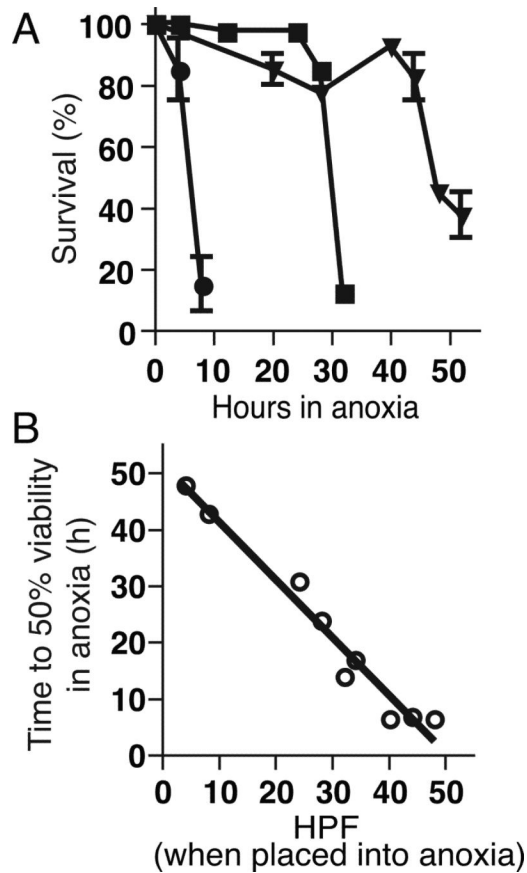 A
Survival (%)
100
80
60
40
20
0
0 10 20 30 40 50
Hours in anoxia
B
Time to 50% viability
in anoxia (h)
50
40
30
20
10
0
0 10 20 30 40 50
HPF
(when placed into anoxia)